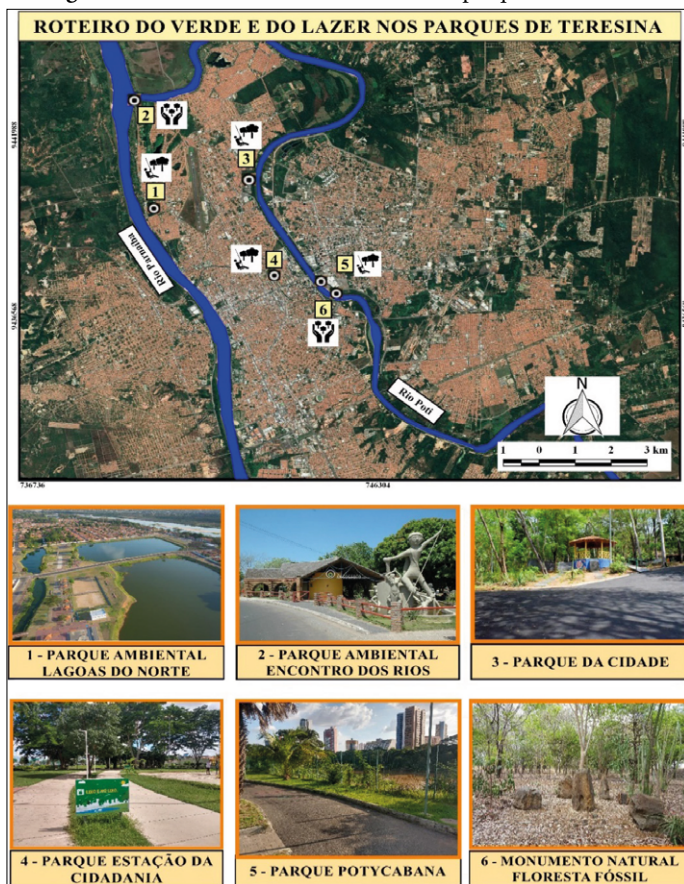 ROTEIRO DO VERDE E DO LAZER NOS PARQUES DE TERESINA
2
3
1
4
5
6
Rio Parnaíba
Rio Poti
N
1 0 1 2 3 km
9441988
736736
746304
1 - PARQUE AMBIENTAL
LAGOAS DO NORTE
2 - PARQUE AMBIENTAL
ENCONTRO DOS RIOS
3 - PARQUE DA CIDADE
4 - PARQUE ESTAÇÃO DA
CIDADANIA
5 - PARQUE POTYCABANA
6 - MONUMENTO NATURAL
FLORESTA FÓSSIL